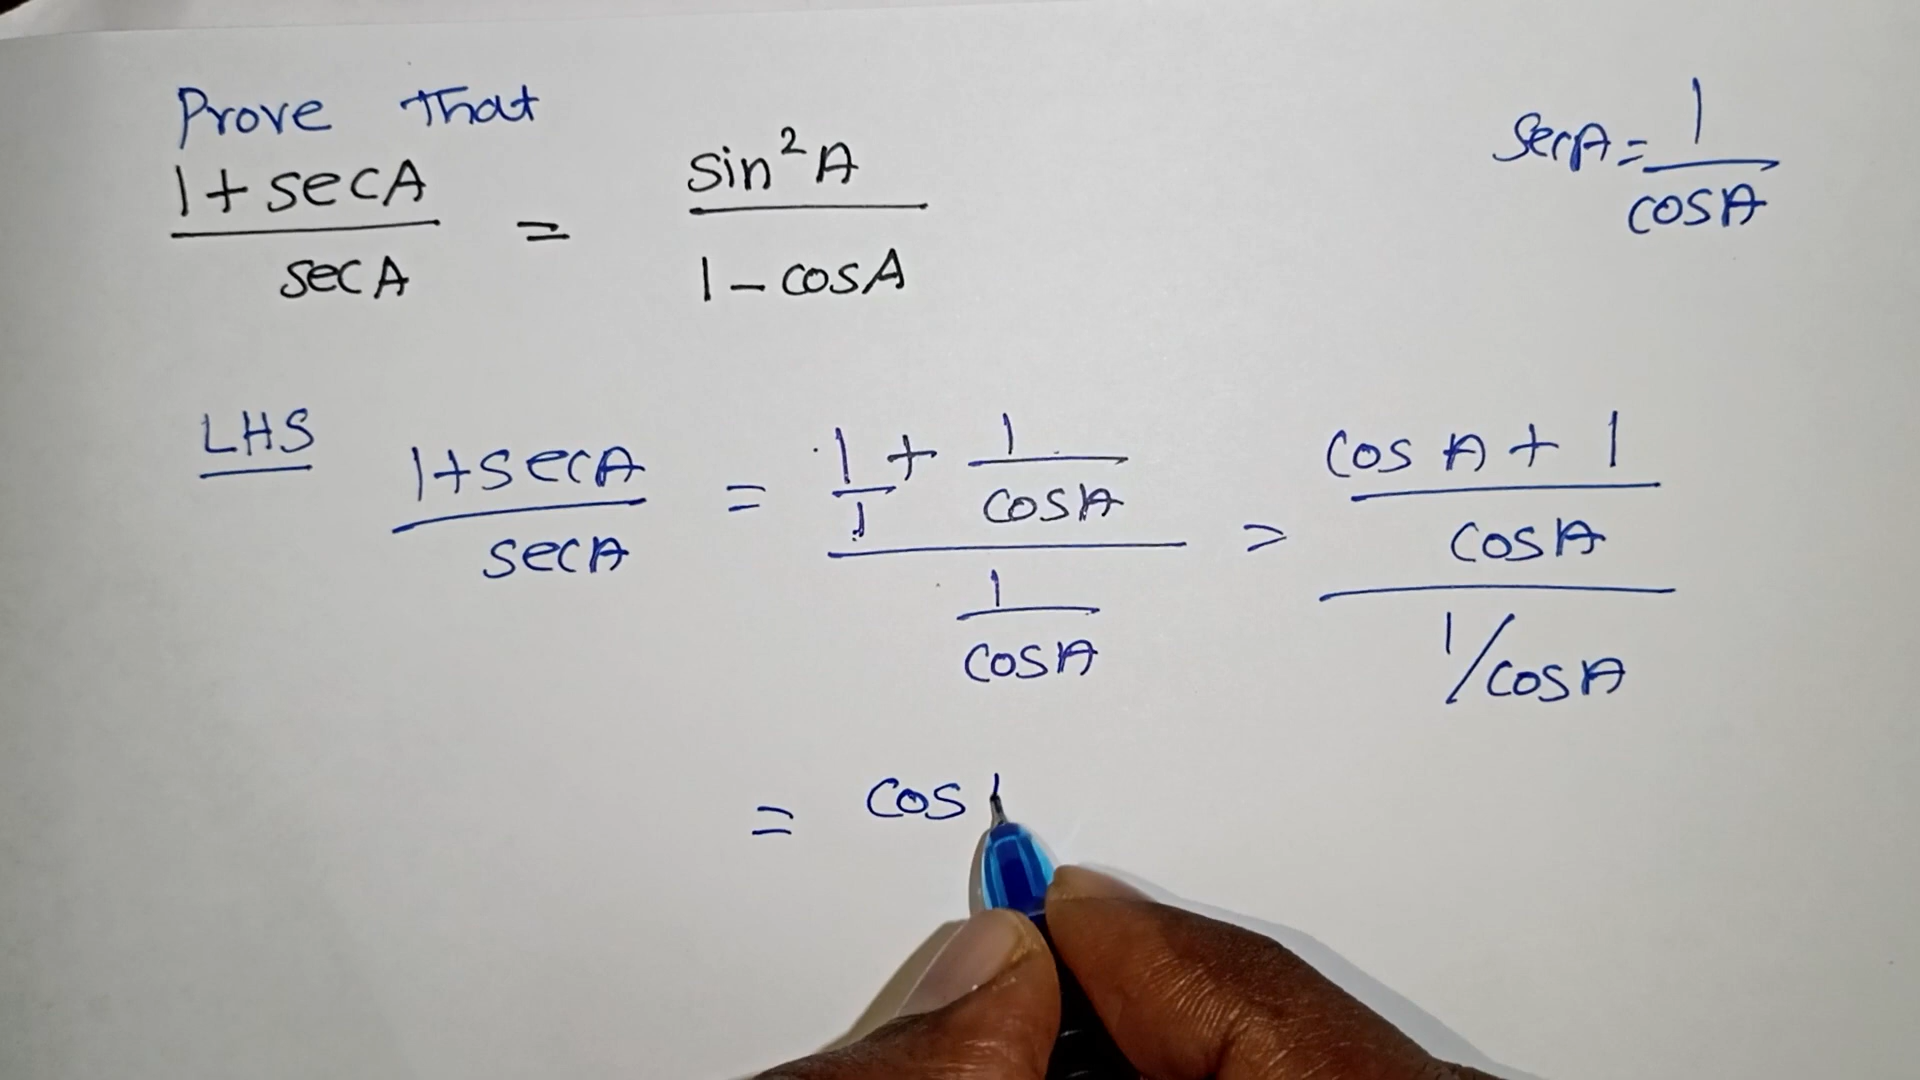 Prove That
1+secA / secA = sin²A / 1-cosA
SecA = 1 / cosA
LHS
1+secA / secA = 1/1 + 1/cosA / 1/cosA = cosA + 1 / cosA / 1/cosA
= cos